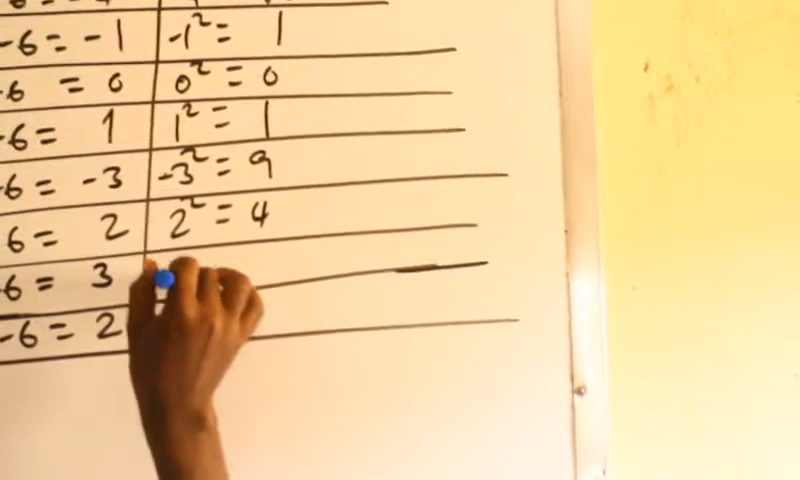 -6 = -1 -1² = 1
-6 = 0 0² = 0
-6 = 1 1² = 1
-6 = -3 -3² = 9
6 = 2 2² = 4
-6 = 3
-6 = 2